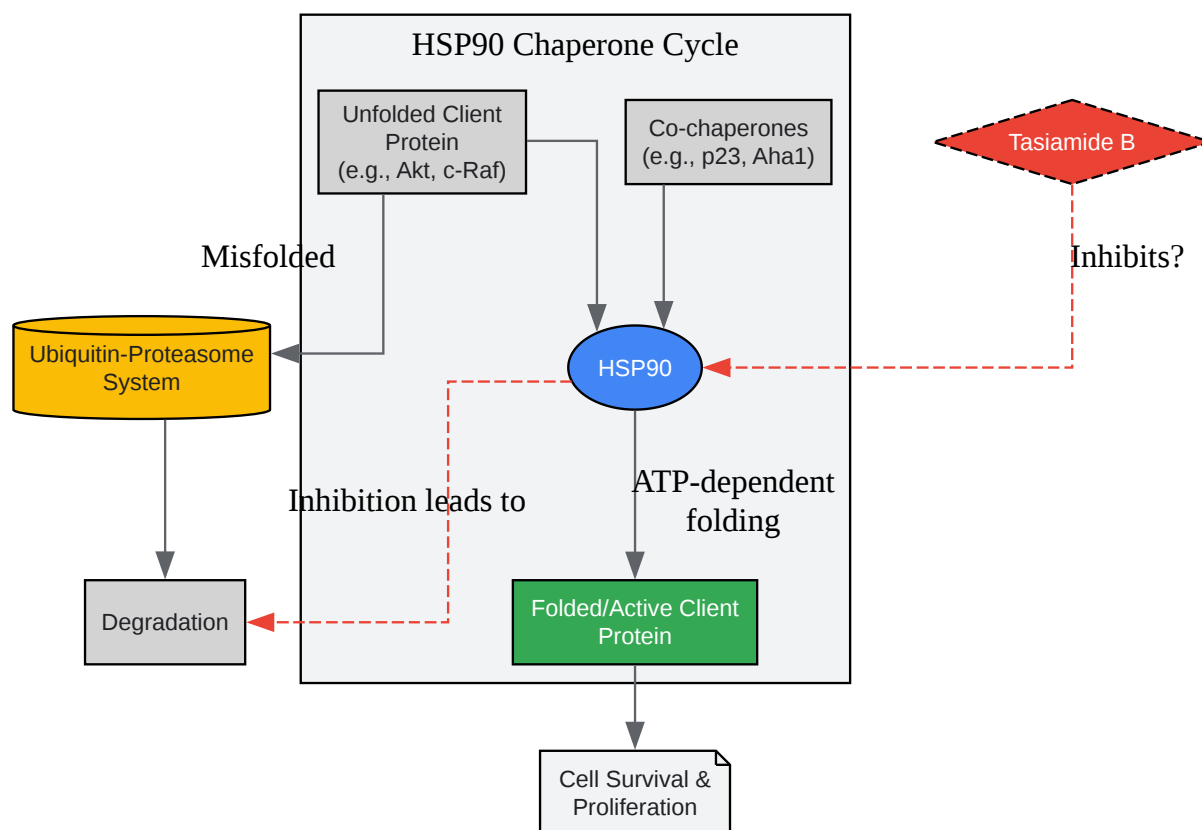 HSP90 Chaperone Cycle
Unfolded Client
Protein
(e.g., Akt, c-Raf)
Co-chaperones
(e.g., p23, Aha1)
Tasiamide B
Misfolded
Inhibits?
Ubiquitin-Proteasome
System
HSP90
Inhibition leads to
ATP-dependent
folding
Degradation
Folded/Active Client
Protein
Cell Survival &
Proliferation